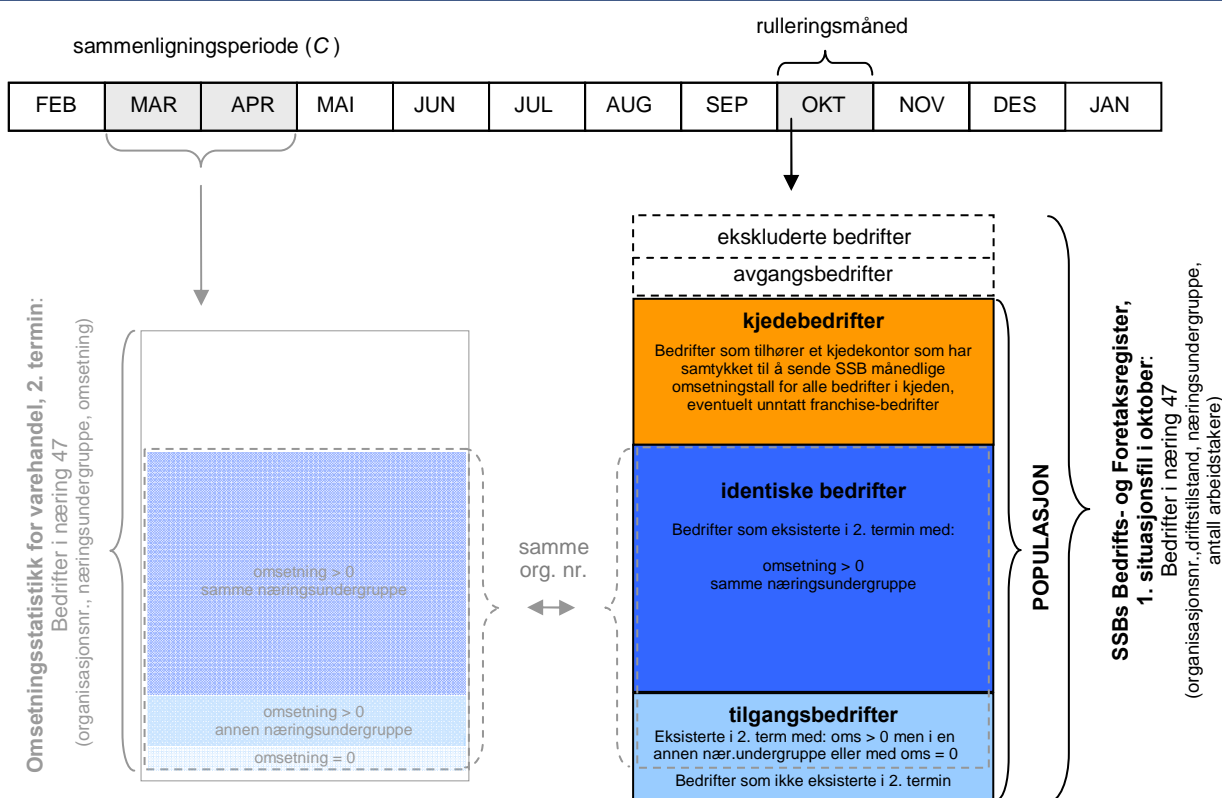 sammenligningsperiode (C )
rulleringsmåned
FEB MAR APR MAI JUN JUL AUG SEP OKT NOV DES JAN
Omsetningsstatistikk for varehandel, 2. termin:
Bedrifter i næring 47
(organisasjonsnr., næringsundergruppe, omsetning)
omsetning > 0
samme næringsundergruppe
omsetning > 0
annen næringsundergruppe
omsetning = 0
samme
org. nr.
ekskluderte bedrifter
avgangsbedrifter
kjedebedrifter
Bedrifter som tilhører et kjedekontor som har
samtykket til å sende SSB månedlige
omsetningstall for alle bedrifter i kjeden,
eventuelt unntatt franchise-bedrifter
identiske bedrifter
Bedrifter som eksisterte i 2. termin med:
omsetning > 0
samme næringsundergruppe
tilgangsbedrifter
Eksisterte i 2. term med: oms > 0 men i en
annen nær.undergruppe eller med oms = 0
Bedrifter som ikke eksisterte i 2. termin
POPULASJON
SSBs Bedrifts- og Foretaksregister,
1. situasjonsfil i oktober:
Bedrifter i næring 47
(organisasjonsnr.,driftstilstand, næringsundergruppe,
antall arbeidstakere)